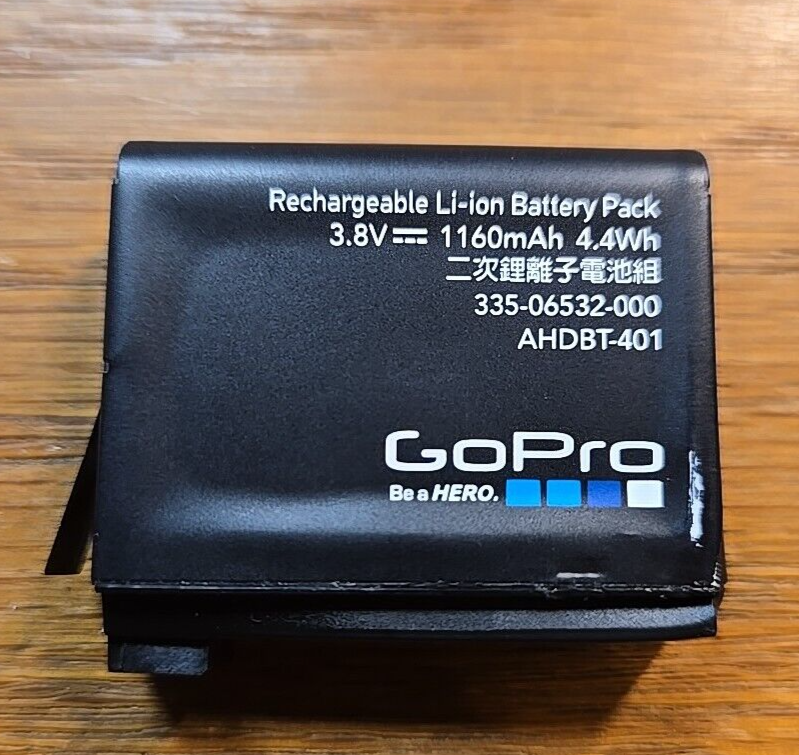 Rechargeable Li-ion Battery Pack
3.8V⎓ 1160mAh 4.4Wh
二次鋰離子電池組
335-06532-000
AHDBT-401
GoPro
Be a HERO.